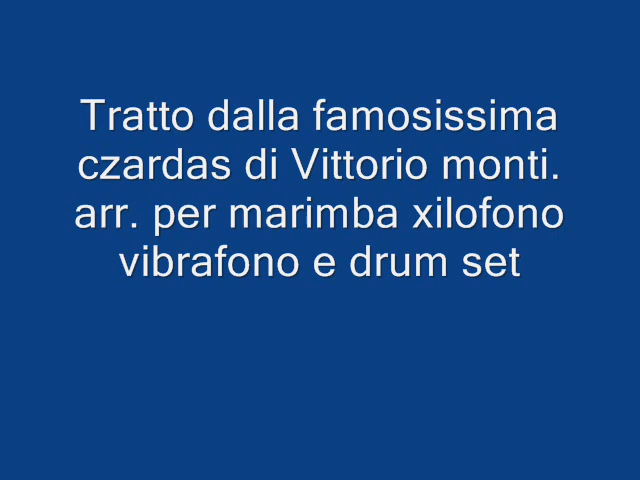 Tratto dalla famosissima
czardas di Vittorio monti.
arr. per marimba xilofono
vibrafono e drum set